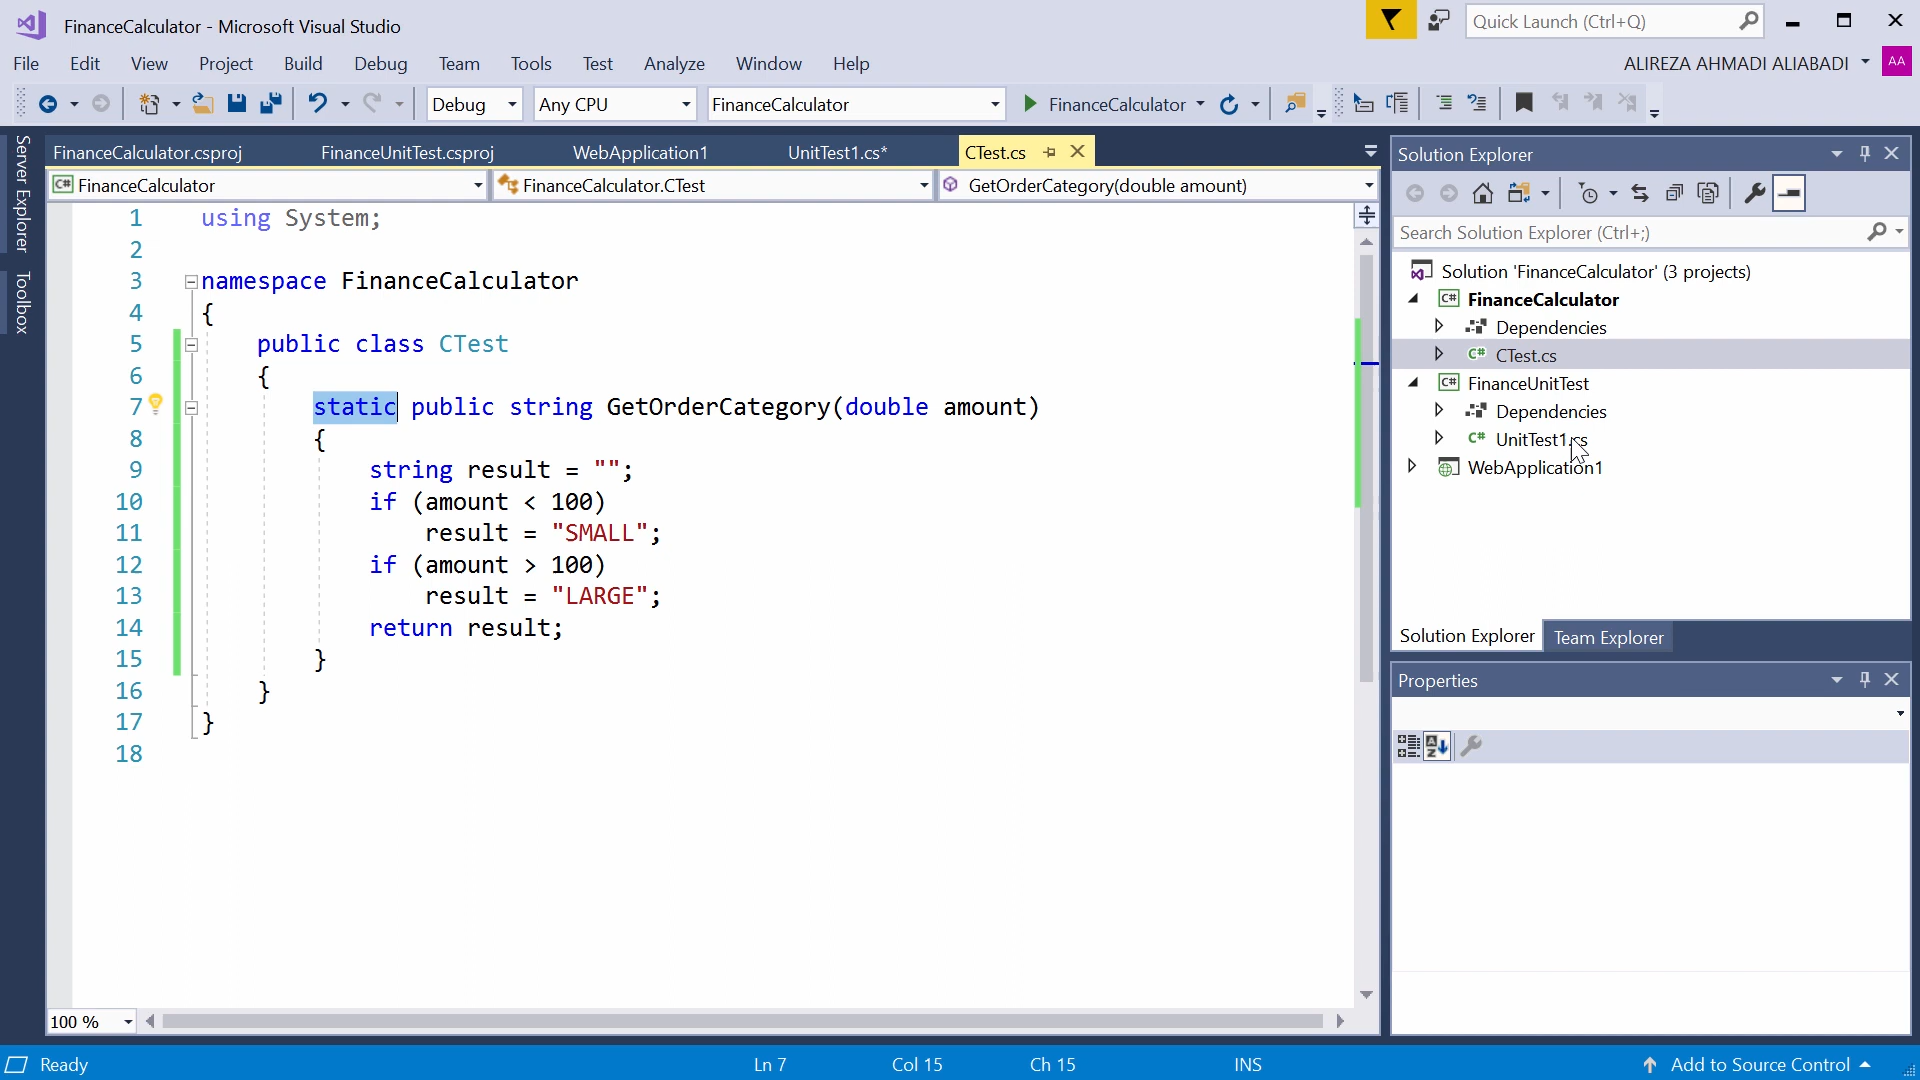 FinanceCalculator - Microsoft Visual Studio
Quick Launch (Ctrl+Q)
File Edit View Project Build Debug Team Tools Test Analyze Window Help
ALIREZA AHMADI ALIABADI AA
Debug Any CPU FinanceCalculator FinanceCalculator
Server Explorer
Toolbox
FinanceCalculator.csproj FinanceUnitTest.csproj WebApplication1 UnitTest1.cs* CTest.cs
C# FinanceCalculator FinanceCalculator.CTest GetOrderCategory(double amount)
1 using System;
2
3 namespace FinanceCalculator
4 {
5 public class CTest
6 {
7 static public string GetOrderCategory(double amount)
8 {
9 string result = "";
10 if (amount < 100)
11 result = "SMALL";
12 if (amount > 100)
13 result = "LARGE";
14 return result;
15 }
16 }
17 }
18
100 %
Solution Explorer
Search Solution Explorer (Ctrl+;)
Solution 'FinanceCalculator' (3 projects)
C# FinanceCalculator
Dependencies
C# CTest.cs
C# FinanceUnitTest
Dependencies
C# UnitTest1.cs
WebApplication1
Solution Explorer Team Explorer
Properties
Ready Ln 7 Col 15 Ch 15 INS Add to Source Control